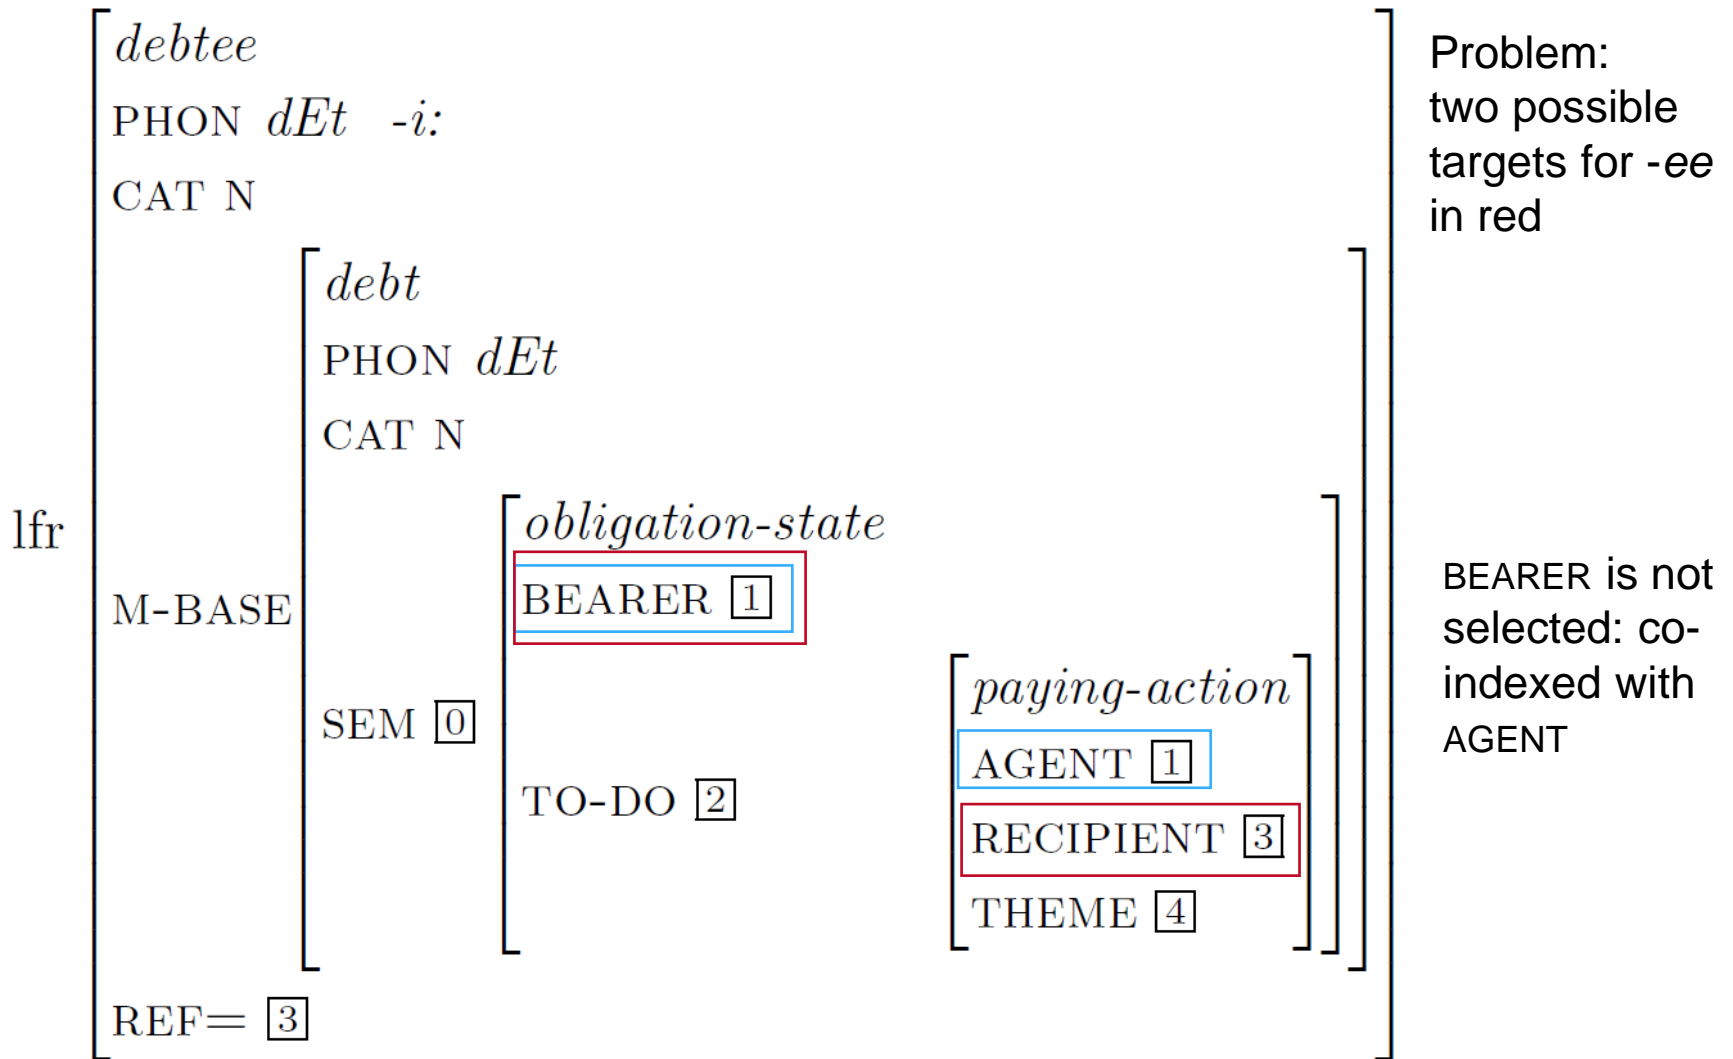 debtee
PHON dEt -i:
CAT N
debt
PHON dEt
CAT N
obligation-state
lfr
M-BASE
BEARER 1
SEM 0
paying-action
AGENT 1
TO-DO 2
RECIPIENT 3
THEME 4
REF= 3
Problem:
two possible
targets for -ee
in red
BEARER is not
selected: co-
indexed with
AGENT